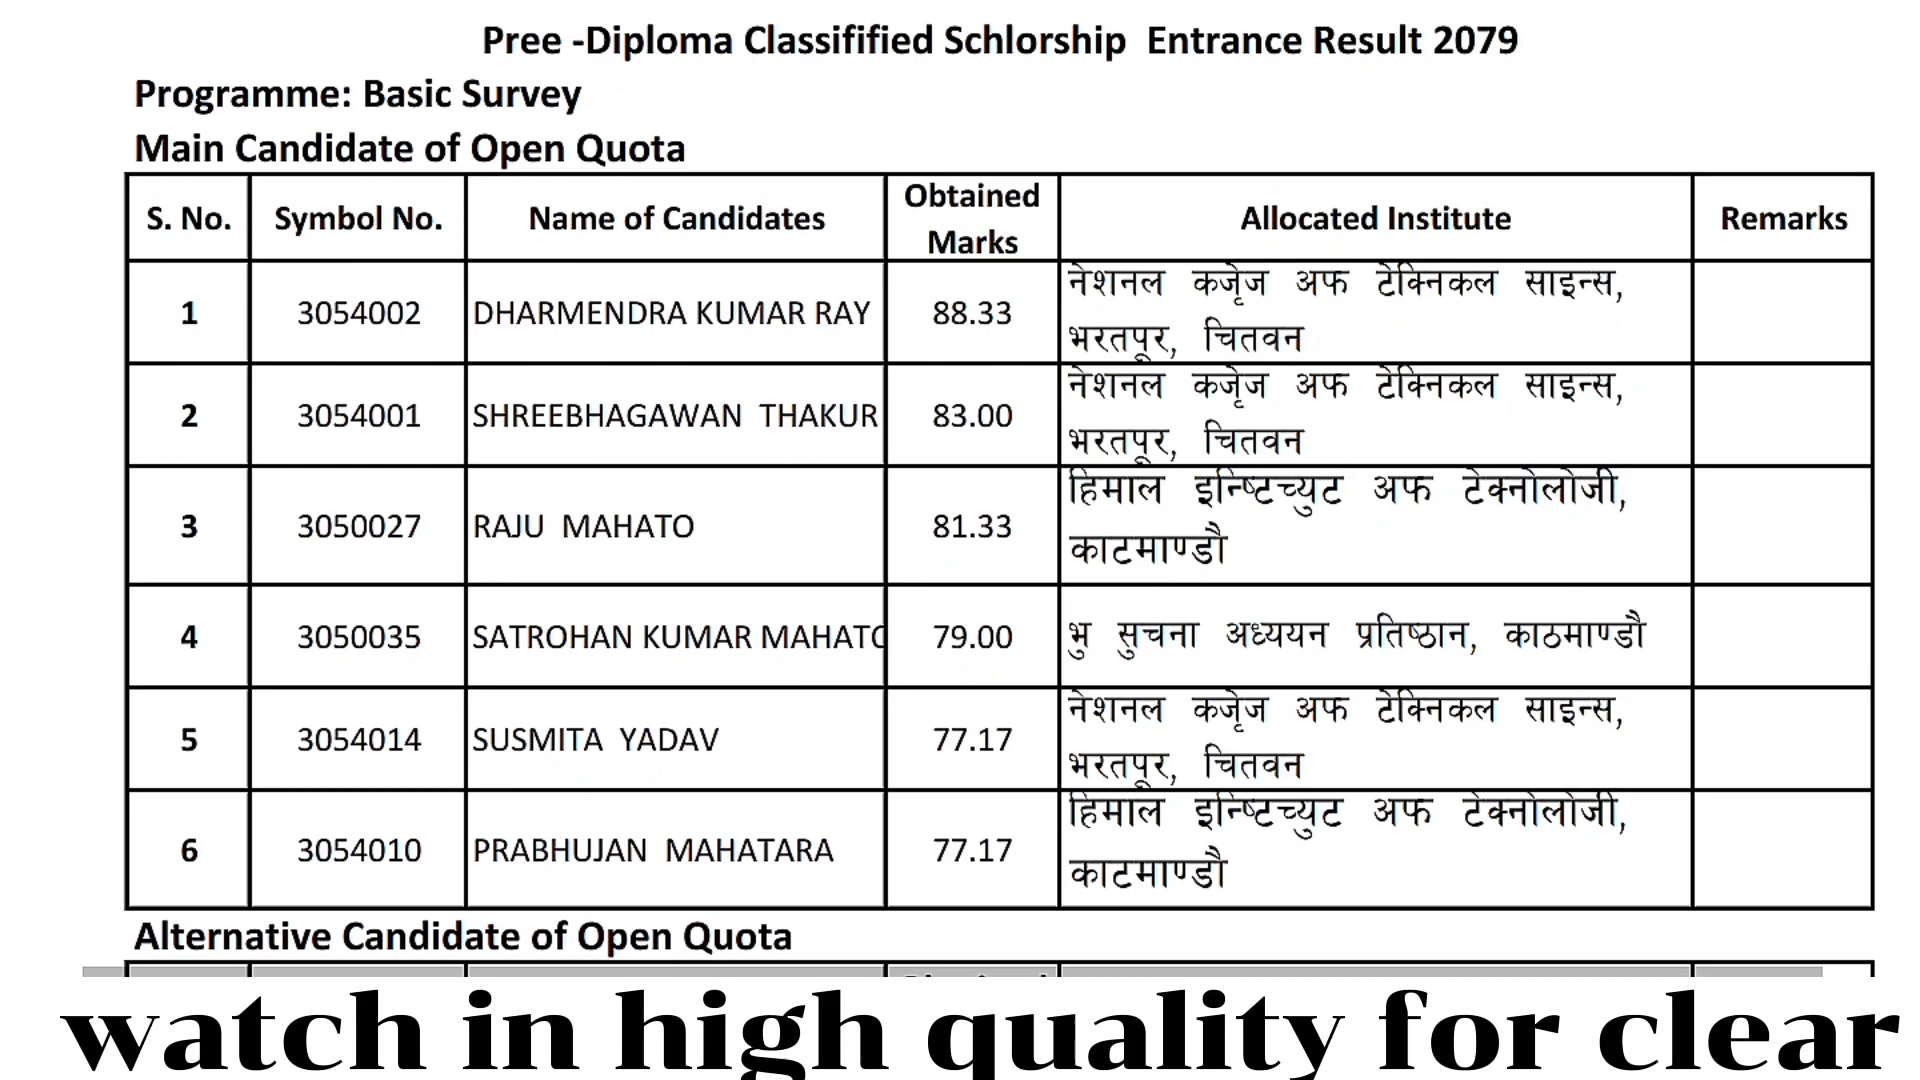 Pree -Diploma Classifified Schlorship Entrance Result 2079
Programme: Basic Survey
Main Candidate of Open Quota
S. No. Symbol No. Name of Candidates Obtained Marks Allocated Institute Remarks
1 3054002 DHARMENDRA KUMAR RAY 88.33 नेशनल कजेृज अफ टेक्निकल साइन्स,
भरतपूर, चितवन
2 3054001 SHREEBHAGAWAN THAKUR 83.00 नेशनल कजेृज अफ टेक्निकल साइन्स,
भरतपूर, चितवन
3 3050027 RAJU MAHATO 81.33 हिमाल इन्ष्टिच्युट अफ टेक्नोलोजी,
काटमाण्डौ
4 3050035 SATROHAN KUMAR MAHATO 79.00 भु सुचना अध्ययन प्रतिष्ठान, काठमाण्डौ
5 3054014 SUSMITA YADAV 77.17 नेशनल कजेृज अफ टेक्निकल साइन्स,
भरतपूर, चितवन
6 3054010 PRABHUJAN MAHATARA 77.17 हिमाल इन्ष्टिच्युट अफ टेक्नोलोजी,
काटमाण्डौ
Alternative Candidate of Open Quota
watch in high quality for clear